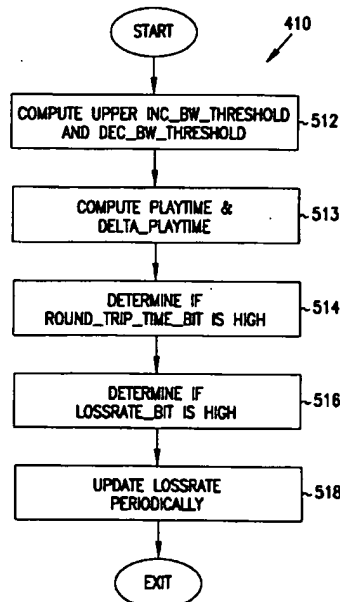 START
410
COMPUTE UPPER INC_BW_THRESHOLD
AND DEC_BW_THRESHOLD
512
COMPUTE PLAYTIME &
DELTA_PLAYTIME
513
DETERMINE IF
ROUND_TRIP_TIME_BIT IS HIGH
514
DETERMINE IF
LOSSRATE_BIT IS HIGH
516
UPDATE LOSSRATE
PERIODICALLY
518
EXIT